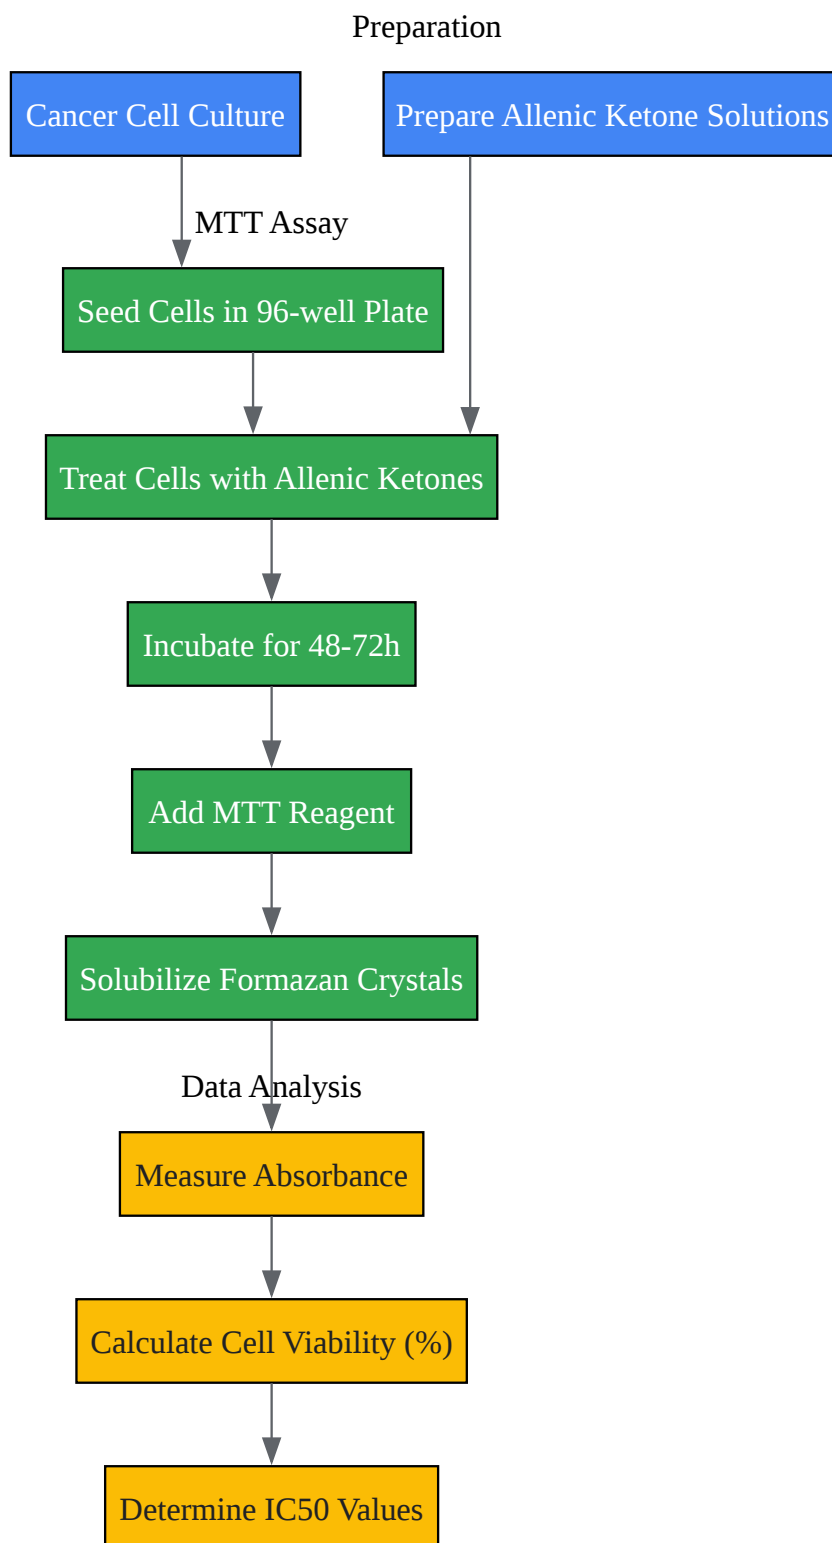 Preparation
Cancer Cell Culture
Prepare Allenic Ketone Solutions
MTT Assay
Seed Cells in 96-well Plate
Treat Cells with Allenic Ketones
Incubate for 48-72h
Add MTT Reagent
Solubilize Formazan Crystals
Data Analysis
Measure Absorbance
Calculate Cell Viability (%)
Determine IC50 Values